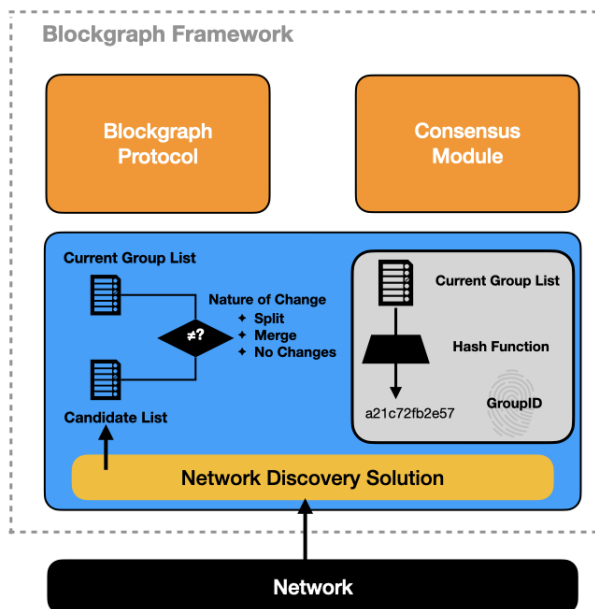 Blockgraph Framework
Blockgraph
Protocol
Consensus
Module
Current Group List
Nature of Change
✦ Split
✦ Merge
✦ No Changes
≠?
Candidate List
Current Group List
Hash Function
a21c72fb2e57
GroupID
Network Discovery Solution
Network